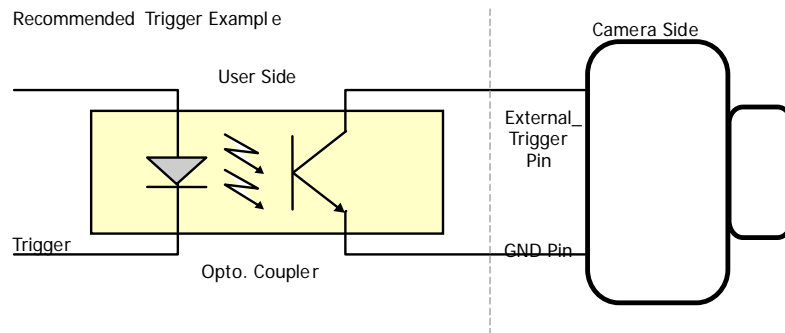 Recommended Trigger Example
Camera Side
User Side
External_
Trigger
Pin
Trigger
GND Pin
Opto. Coupler